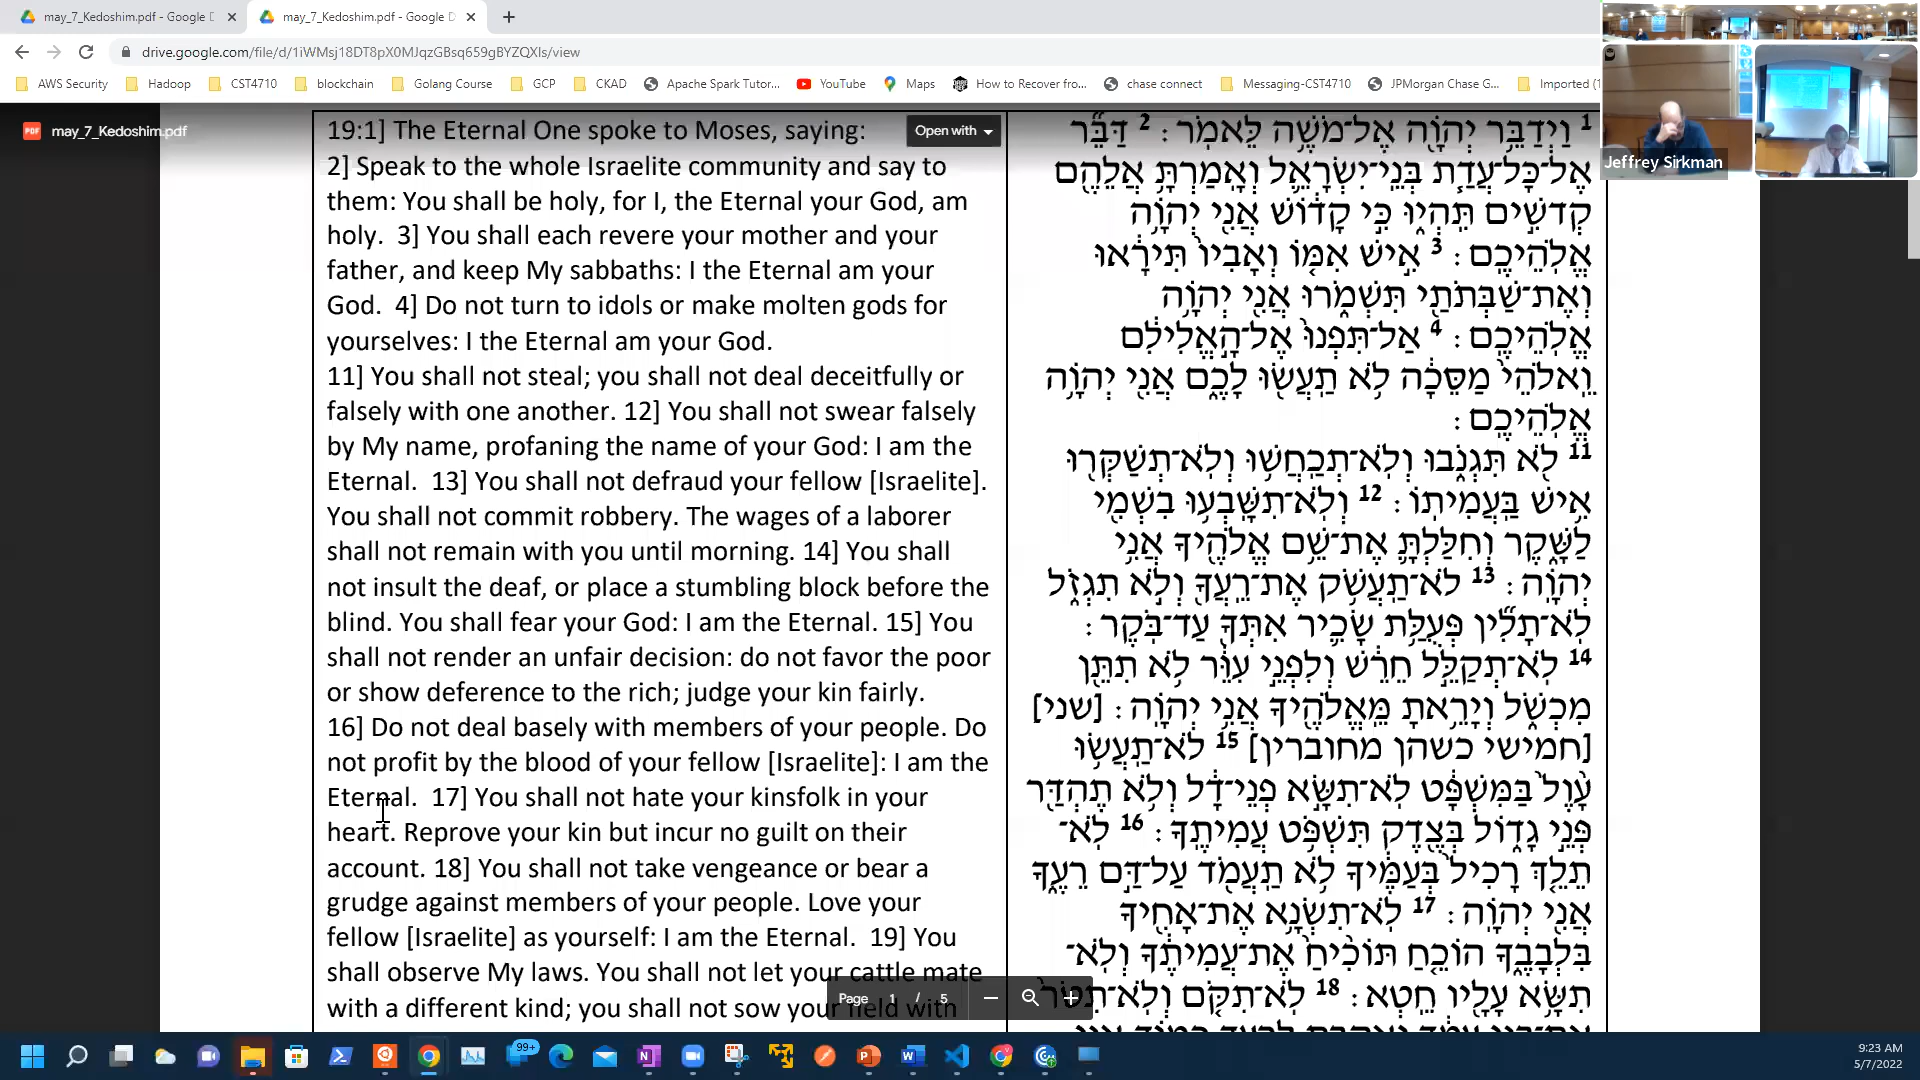 may_7_Kedoshim.pdf - Google D
may_7_Kedoshim.pdf - Google D
drive.google.com/file/d/1iWMsj18DT8pX0MJqzGBsq659gBYZQXls/view
AWS Security
Hadoop
CST4710
blockchain
Golang Course
GCP
CKAD
Apache Spark Tutor...
YouTube
Maps
How to Recover fro...
chase connect
Messaging-CST4710
JPMorgan Chase G...
Imported (1
Jeffrey Sirkman
PDF
may_7_Kedoshim.pdf
Open with
19:1] The Eternal One spoke to Moses, saying:
2] Speak to the whole Israelite community and say to
them: You shall be holy, for I, the Eternal your God, am
holy. 3] You shall each revere your mother and your
father, and keep My sabbaths: I the Eternal am your
God. 4] Do not turn to idols or make molten gods for
yourselves: I the Eternal am your God.
11] You shall not steal; you shall not deal deceitfully or
falsely with one another. 12] You shall not swear falsely
by My name, profaning the name of your God: I am the
Eternal. 13] You shall not defraud your fellow [Israelite].
You shall not commit robbery. The wages of a laborer
shall not remain with you until morning. 14] You shall
not insult the deaf, or place a stumbling block before the
blind. You shall fear your God: I am the Eternal. 15] You
shall not render an unfair decision: do not favor the poor
or show deference to the rich; judge your kin fairly.
16] Do not deal basely with members of your people. Do
not profit by the blood of your fellow [Israelite]: I am the
Eternal. 17] You shall not hate your kinsfolk in your
heart. Reprove your kin but incur no guilt on their
account. 18] You shall not take vengeance or bear a
grudge against members of your people. Love your
fellow [Israelite] as yourself: I am the Eternal. 19] You
shall observe My laws. You shall not let your cattle mate
with a different kind; you shall not sow your field with
1 וַיְדַבֵּ֥ר יְהוָ֖ה אֶל־מֹשֶׁ֥ה לֵּאמֹֽר׃ 2 דַּבֵּ֞ר
אֶל־כָּל־עֲדַ֧ת בְּנֵי־יִשְׂרָאֵ֛ל וְאָמַרְתָּ֥ אֲלֵהֶ֖ם
קְדֹשִׁ֣ים תִּהְי֑וּ כִּ֣י קָד֔וֹשׁ אֲנִ֖י יְהוָ֥ה
אֱלֹהֵיכֶֽם׃ 3 אִ֣ישׁ אִמּ֤וֹ וְאָבִיו֙ תִּירָ֔אוּ
וְאֶת־שַׁבְּתֹתַ֖י תִּשְׁמֹ֑רוּ אֲנִ֖י יְהוָ֥ה
אֱלֹהֵיכֶֽם׃ 4 אַל־תִּפְנוּ֙ אֶל־הָ֣אֱלִילִ֔ם
וֵֽאלֹהֵי֙ מַסֵּכָ֔ה לֹ֥א תַעֲשׂ֖וּ לָכֶ֑ם אֲנִ֖י יְהוָ֥ה
אֱלֹהֵיכֶֽם׃
11 לֹ֖א תִּגְנֹ֑בוּ וְלֹא־תְכַחֲשׁ֥וּ וְלֹֽא־תְשַׁקְּר֖וּ
אִ֥ישׁ בַּעֲמִיתֽוֹ׃ 12 וְלֹֽא־תִשָּׁבְע֥וּ בִשְׁמִ֖י
לַשָּׁ֑קֶר וְחִלַּלְתָּ֛ אֶת־שֵׁ֥ם אֱלֹהֶ֖יךָ אֲנִ֥י
יְהוָֽה׃ 13 לֹא־תַעֲשֹׁ֥ק אֶת־רֵֽעֲךָ֖ וְלֹ֣א תִגְזֹ֑ל
לֹֽא־תָלִ֞ין פְּעֻלַּ֥ת שָׂכִ֛יר אִתְּךָ֖ עַד־בֹּֽקֶר׃
14 לֹא־תְקַלֵּ֣ל חֵרֵ֔שׁ וְלִפְנֵ֣י עִוֵּ֔ר לֹ֥א תִתֵּ֖ן
מִכְשֹׁ֑ל וְיָרֵ֥אתָ מֵּאֱלֹהֶ֖יךָ אֲנִ֥י יְהוָֽה׃ [שני]
[חמישי כשהן מחוברין] 15 לֹא־תַעֲשׂ֥וּ
עָ֙וֶל֙ בַּמִּשְׁפָּ֔ט לֹא־תִשָּׂ֣א פְנֵי־דָ֔ל וְלֹ֥א תֶהְדַּ֖ר
פְּנֵ֣י גָד֑וֹל בְּצֶ֖דֶק תִּשְׁפֹּ֥ט עֲמִיתֶֽךָ׃ 16 לֹא־
תֵלֵ֤ךְ רָכִיל֙ בְּעַמֶּ֔יךָ לֹ֥א תַעֲמֹ֖ד עַל־דַּ֣ם רֵעֶ֑ךָ
אֲנִ֖י יְהוָֽה׃ 17 לֹֽא־תִשְׂנָ֥א אֶת־אָחִ֖יךָ
בִּלְבָבֶ֑ךָ הוֹכֵ֤חַ תּוֹכִ֙יחַ֙ אֶת־עֲמִיתֶ֔ךָ וְלֹא־
תִשָּׂ֥א עָלָ֖יו חֵֽטְא׃ 18 לֹֽא־תִקֹּ֤ם וְלֹֽא־תִטֹּר֙
Page 1 / 5
99+
9:23 AM
5/7/2022